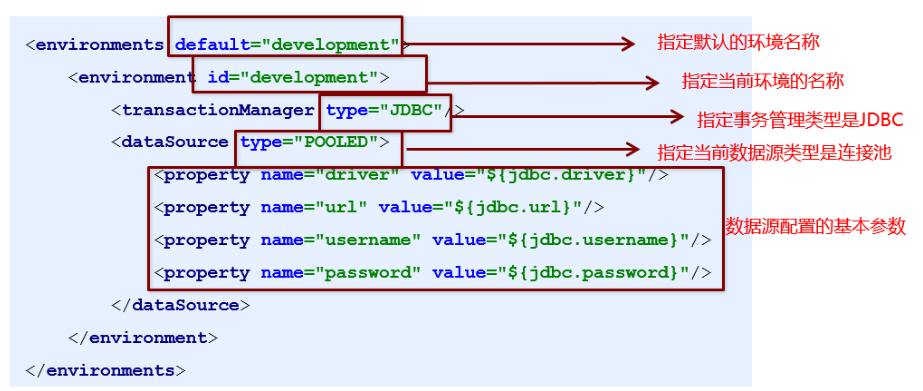 <environments default="development">
指定默认的环境名称
<environment id="development">
指定当前环境的名称
<transactionManager type="JDBC"/>
指定事务管理类型是JDBC
<dataSource type="POOLED">
指定当前数据源类型是连接池
<property name="driver" value="${jdbc.driver}"/>
<property name="url" value="${jdbc.url}"/>
<property name="username" value="${jdbc.username}"/>
<property name="password" value="${jdbc.password}"/>
数据源配置的基本参数
</dataSource>
</environment>
</environments>